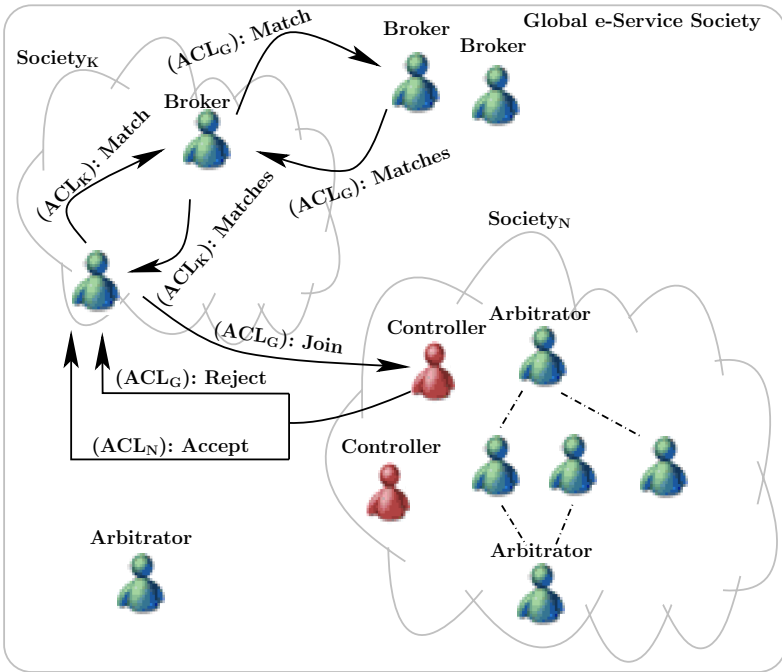 Global e-Service Society
Society_K
(ACL_G): Match
Broker
Broker
Broker
(ACL_K): Match
(ACL_G): Matches
(ACL_K): Matches
Society_N
(ACL_G): Join
Controller
Arbitrator
(ACL_G): Reject
(ACL_N): Accept
Controller
Arbitrator
Arbitrator